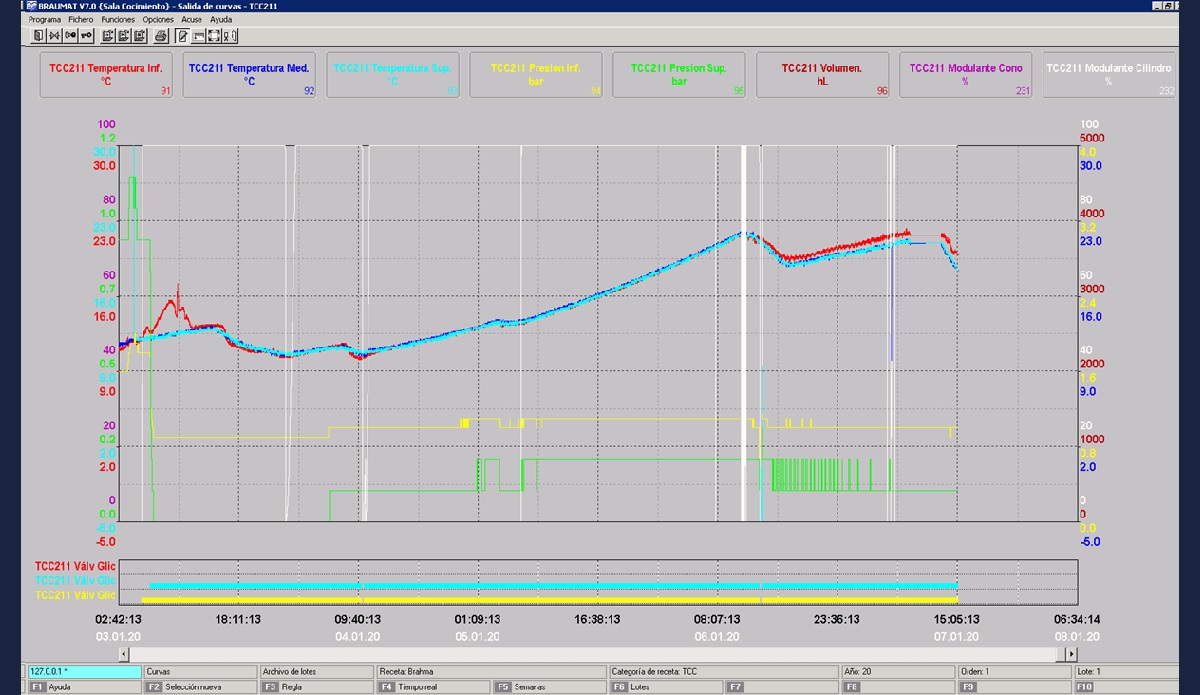 BRAUMAT V7.0 {Sala Cocimiento} - Salida de curvas - TCC211
Programa Fichero Funciones Opciones Acuse Ayuda
TCC211 Temperatura Inf. TCC211 Temperatura Med. TCC211 Temperatura Sup. TCC211 Presion Inf. TCC211 Presion Sup. TCC211 Volumen. TCC211 Modulante Cono TCC211 Modulante Cilindro
°C °C °C bar bar hL % %
91 92 93 94 95 96 231 232
100 100
1.2 5000
30.0 4.0
30.0 30.0
80 80
1.0 4000
23.0 3.2
23.0 23.0
60 60
0.7 3000
16.0 2.4
16.0 16.0
40 40
0.5 2000
9.0 1.6
9.0 9.0
20 20
0.2 1000
2.0 0.8
2.0 2.0
0 0
0.0 0
-5.0 0.0
-5.0 -5.0
TCC211 Válv Glic
TCC211 Válv Glic
TCC211 Válv Glic
02:42:13 18:11:13 09:40:13 01:09:13 16:38:13 08:07:13 23:36:13 15:05:13 06:34:14
03.01.20 04.01.20 05.01.20 06.01.20 07.01.20 08.01.20
127.0.0.1 * Curvas Archivo de lotes Receta: Brahma Categoría de receta: TCC Año: 20 Orden: 1 Lote: 1
F1 Ayuda F2 Selección nueva F3 Regla F4 Tiempo real F5 Semanas F6 Lotes F7 F8 F9 F10